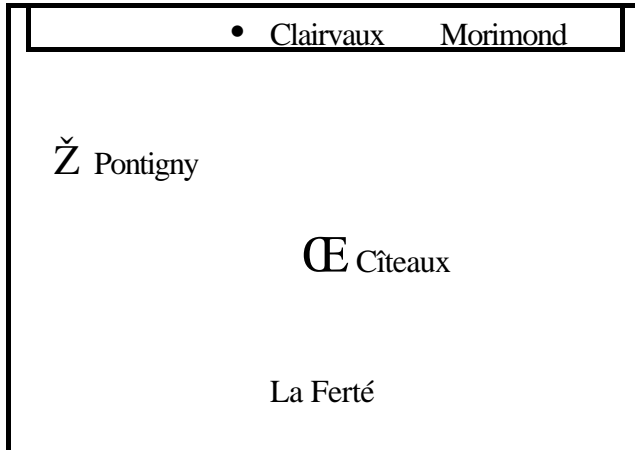 • Clairvaux Morimond
Ž Pontigny
Œ Cîteaux
La Ferté